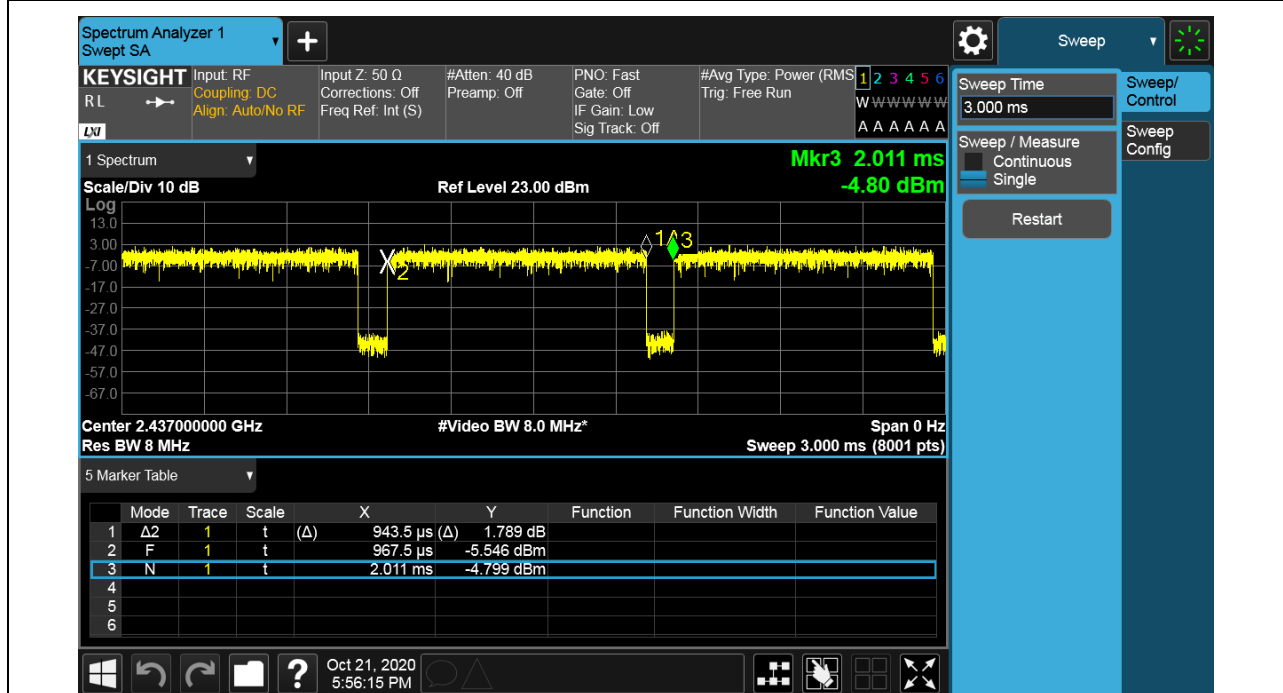 Spectrum Analyzer 1
Swept SA
+
Sweep
KEYSIGHT
RL
LXI
Input: RF
Coupling: DC
Align: Auto/No RF
Input Z: 50 Ω
Corrections: Off
Freq Ref: Int (S)
#Atten: 40 dB
Preamp: Off
PNO: Fast
Gate: Off
IF Gain: Low
Sig Track: Off
#Avg Type: Power (RMS
Trig: Free Run
1 2 3 4 5 6
W W W W W W
A A A A A A
Sweep Time
3.000 ms
Sweep / Measure
Continuous
Single
Restart
Sweep/
Control
Sweep
Config
1 Spectrum
Mkr3 2.011 ms
Scale/Div 10 dB Ref Level 23.00 dBm -4.80 dBm
Log
13.0
3.00
-7.00
-17.0
-27.0
-37.0
-47.0
-57.0
-67.0
1Δ3
2
Center 2.437000000 GHz #Video BW 8.0 MHz* Span 0 Hz
Res BW 8 MHz Sweep 3.000 ms (8001 pts)
5 Marker Table
Mode Trace Scale X Y Function Function Width Function Value
1 Δ2 1 t (Δ) 943.5 µs (Δ) 1.789 dB
2 F 1 t 967.5 µs -5.546 dBm
3 N 1 t 2.011 ms -4.799 dBm
4
5
6
?
Oct 21, 2020
5:56:15 PM